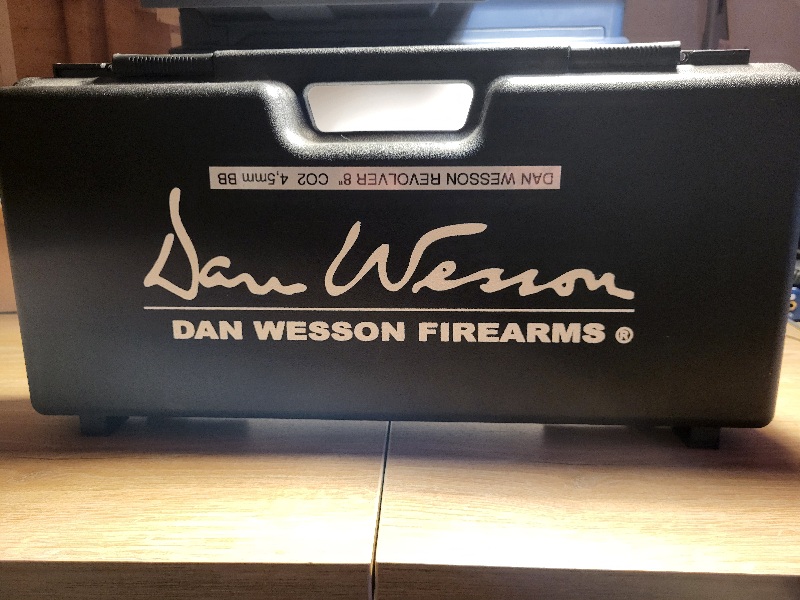 DAN WESSON REVOLVER 8" CO2 4,5mm BB
Dan Wesson
DAN WESSON FIREARMS ®